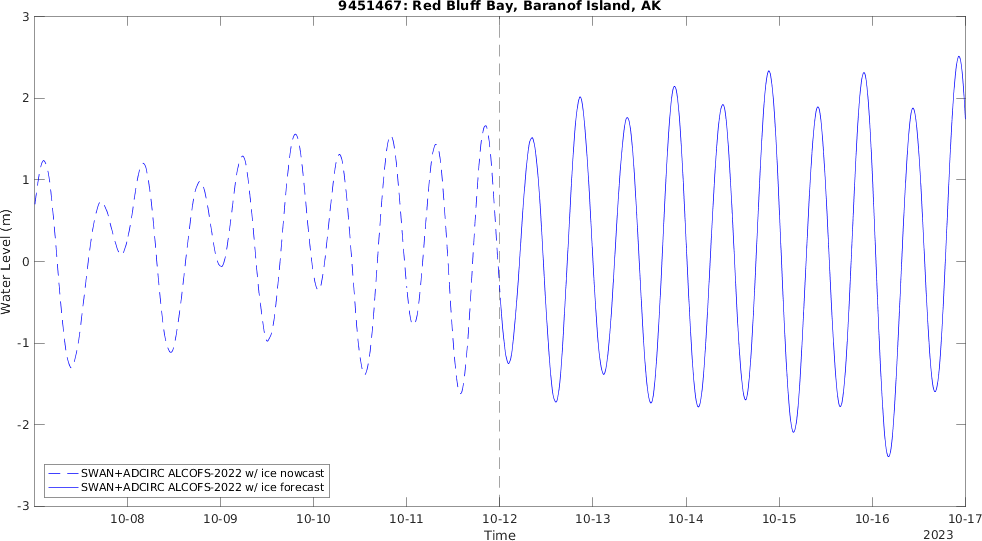 9451467: Red Bluff Bay, Baranof Island, AK
Water Level (m)
3
2
1
0
-1
-2
-3
SWAN+ADCIRC ALCOFS-2022 w/ ice nowcast
SWAN+ADCIRC ALCOFS-2022 w/ ice forecast
10-08 10-09 10-10 10-11 10-12 10-13 10-14 10-15 10-16 10-17
Time
2023